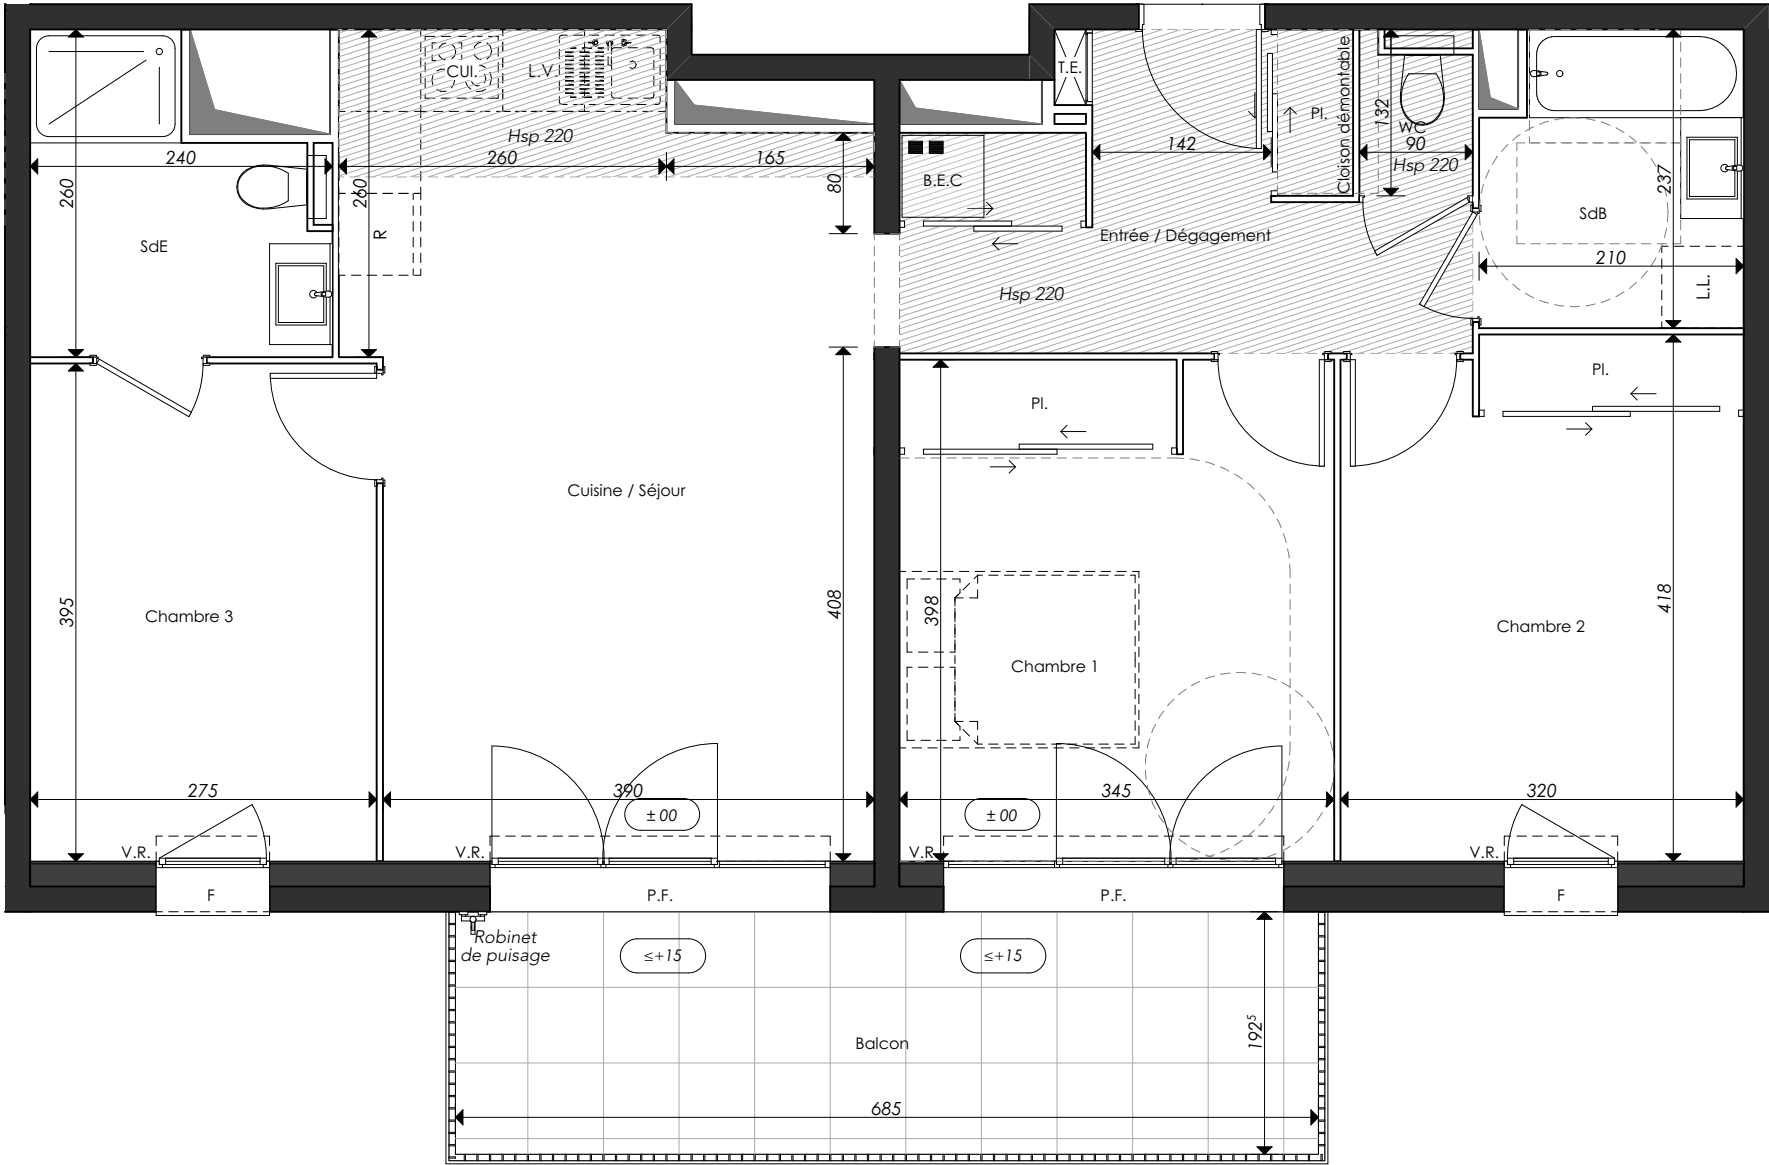 CUI.
L.V.
T.E.
Pl.
Cloison démontable
132
WC
90
Hsp 220
Hsp 220
240
260
165
142
260
260
80
237
B.E.C
SdE
R
Entrée / Dégagement
SdB
210
Hsp 220
L.L.
Pl.
Pl.
Cuisine / Séjour
395
Chambre 3
408
398
Chambre 1
Chambre 2
418
275
390
± 00
345
± 00
320
V.R.
V.R.
V.R.
V.R.
F
P.F.
P.F.
F
Robinet
de puisage
≤+15
≤+15
192⁵
Balcon
685